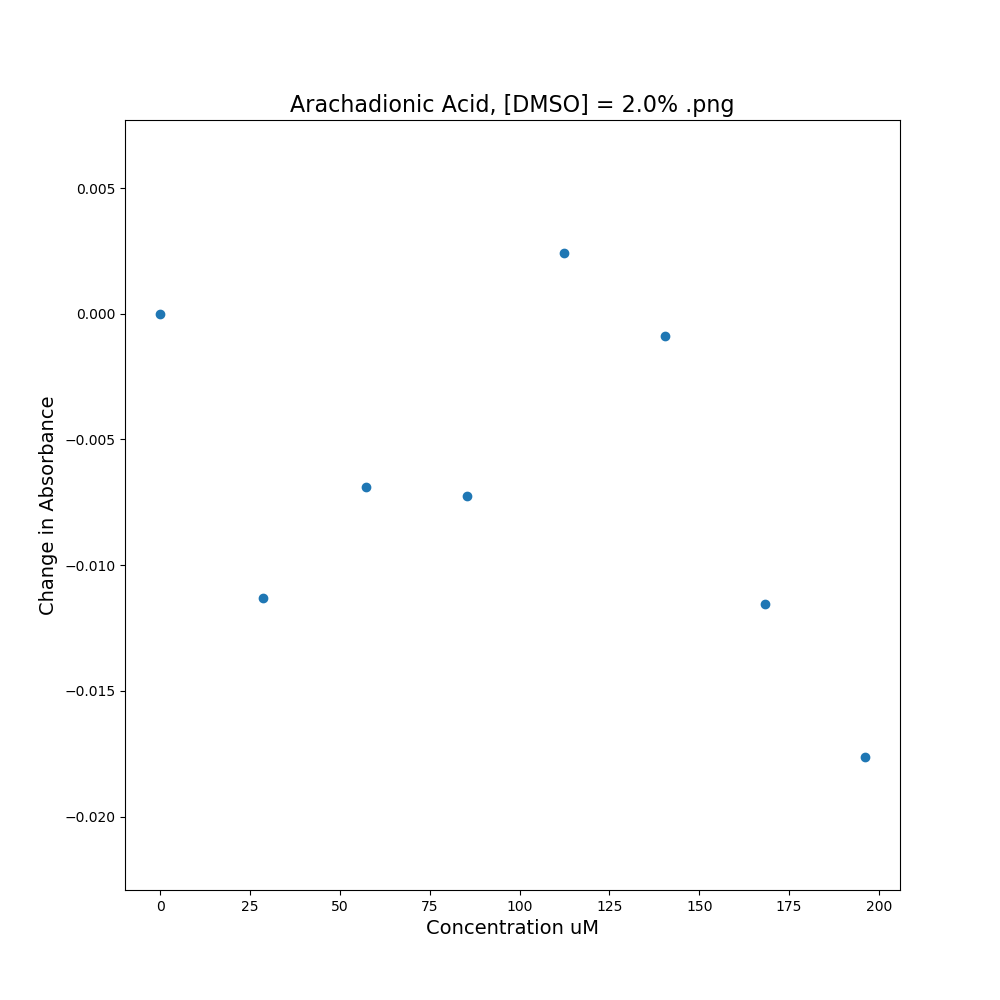 Arachadionic Acid, [DMSO] = 2.0% .png
0.005
0.000
−0.005
−0.010
−0.015
−0.020
Change in Absorbance
0 25 50 75 100 125 150 175 200
Concentration uM